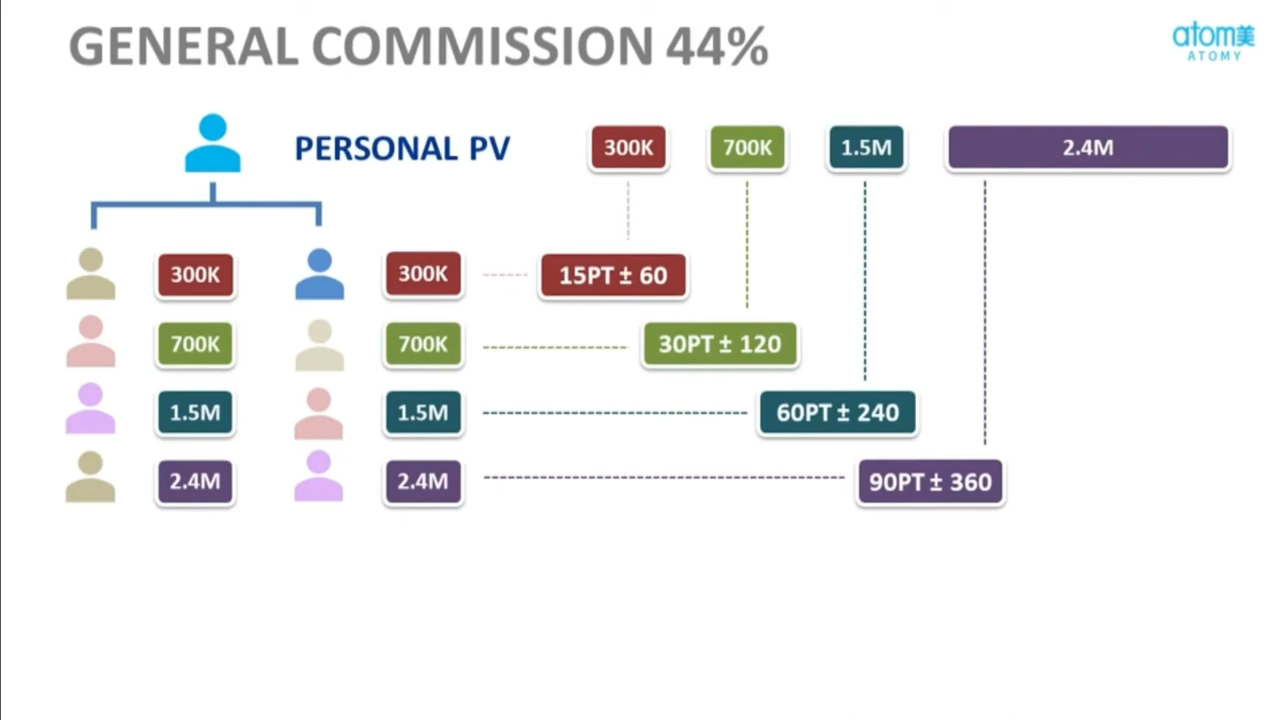 GENERAL COMMISSION 44%
atom美
ATOMY
PERSONAL PV
300K
700K
1.5M
2.4M
300K
300K
15PT ± 60
700K
700K
30PT ± 120
1.5M
1.5M
60PT ± 240
2.4M
2.4M
90PT ± 360